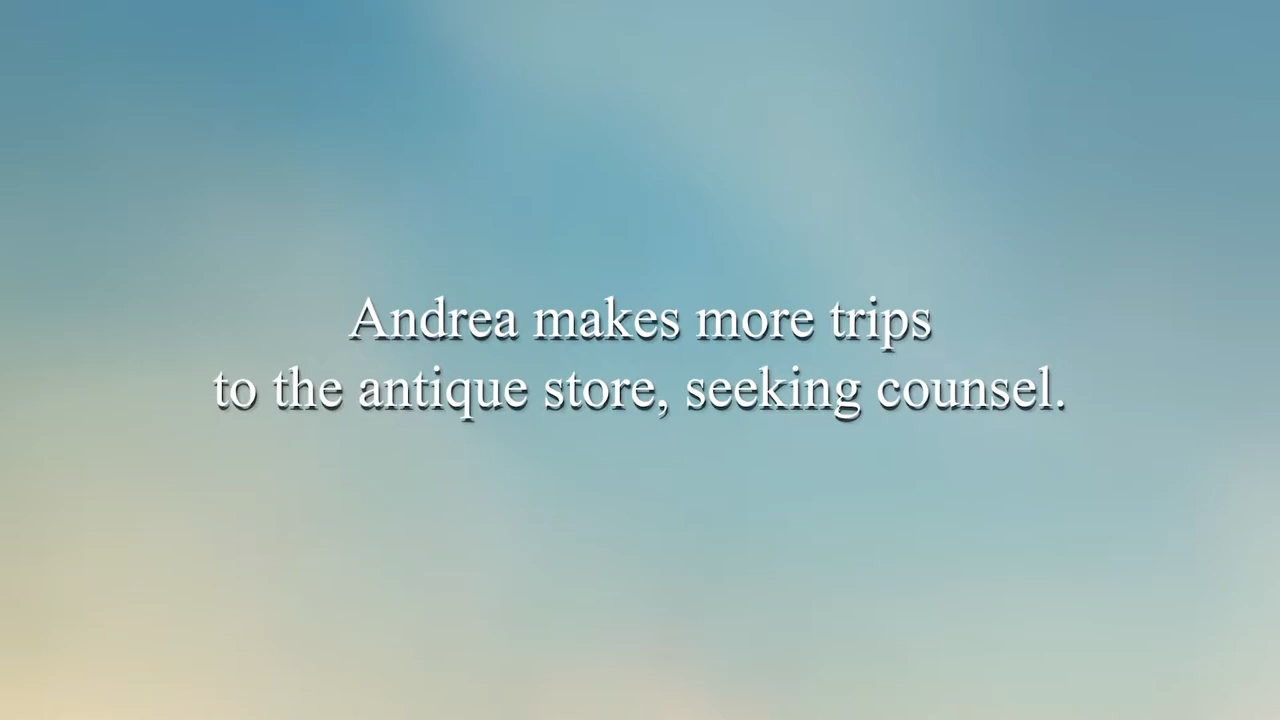 Andrea makes more trips
to the antique store, seeking counsel.